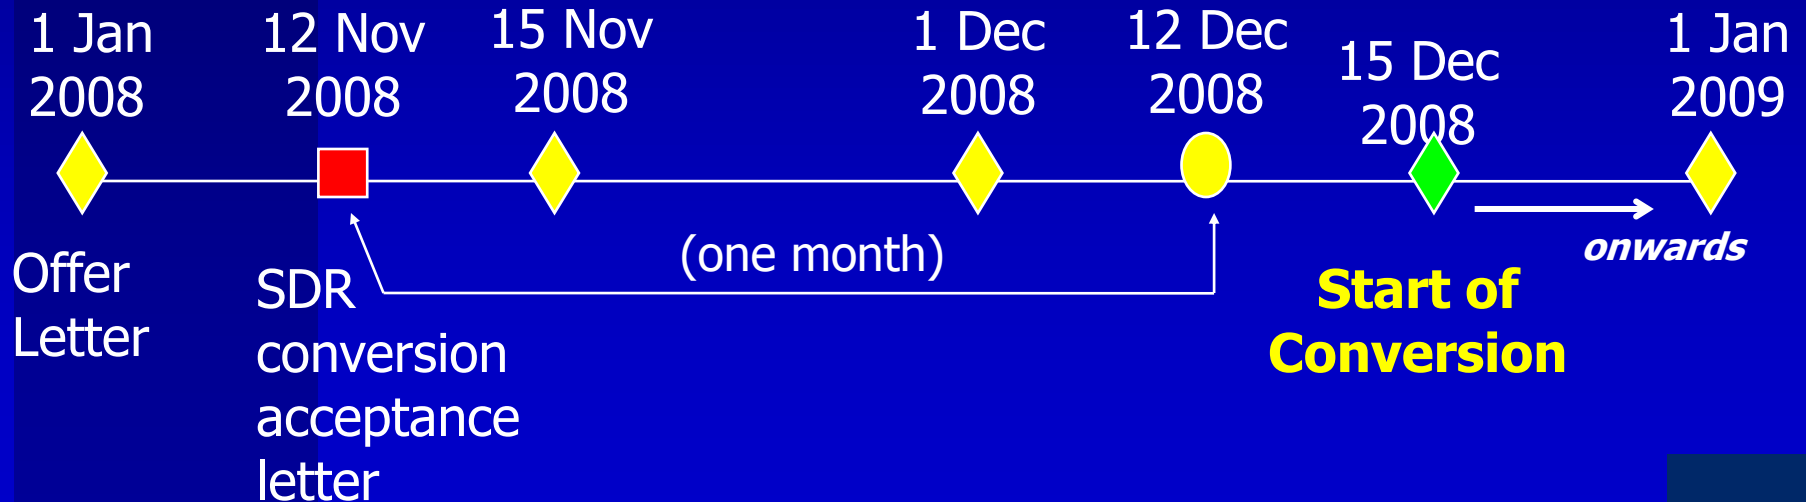 1 Jan
2008
12 Nov
2008
15 Nov
2008
1 Dec
2008
12 Dec
2008
15 Dec
2008
1 Jan
2009
Offer
Letter
SDR
conversion
acceptance
letter
(one month)
Start of
Conversion
onwards